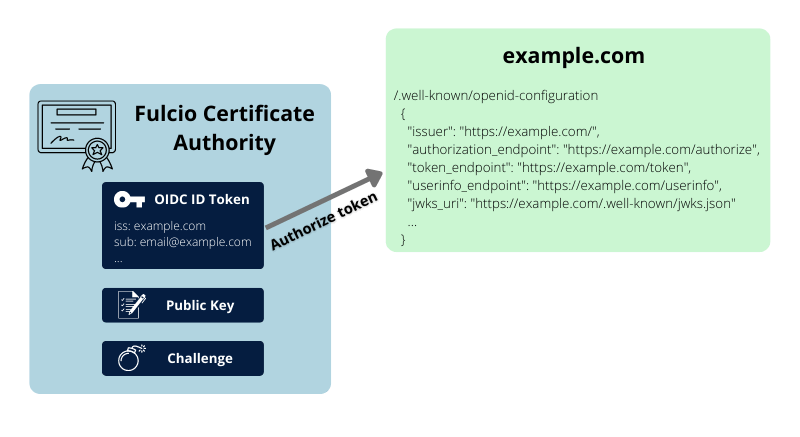 Fulcio Certificate
Authority
OIDC ID Token
iss: example.com
sub: email@example.com
...
Public Key
Challenge
Authorize token
example.com
/.well-known/openid-configuration
{
"issuer": "https://example.com/",
"authorization_endpoint": "https://example.com/authorize",
"token_endpoint": "https://example.com/token",
"userinfo_endpoint": "https://example.com/userinfo",
"jwks_uri": "https://example.com/.well-known/jwks.json"
...
}